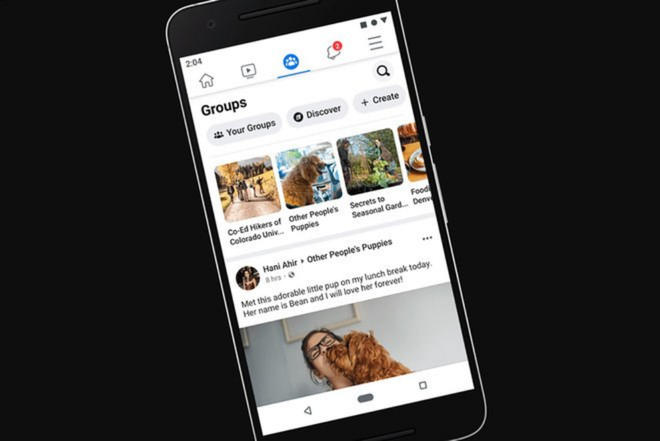 2:04
2
Groups
Your Groups
Discover
+ Create
Co-Ed Hikers of
Colorado Univ...
Other People's
Puppies
Secrets to
Seasonal Gard...
Foodi
Denve
Hani Ahir ▸ Other People's Puppies
8 hrs ·
Met this adorable little pup on my lunch break today.
Her name is Bean and I will love her forever!